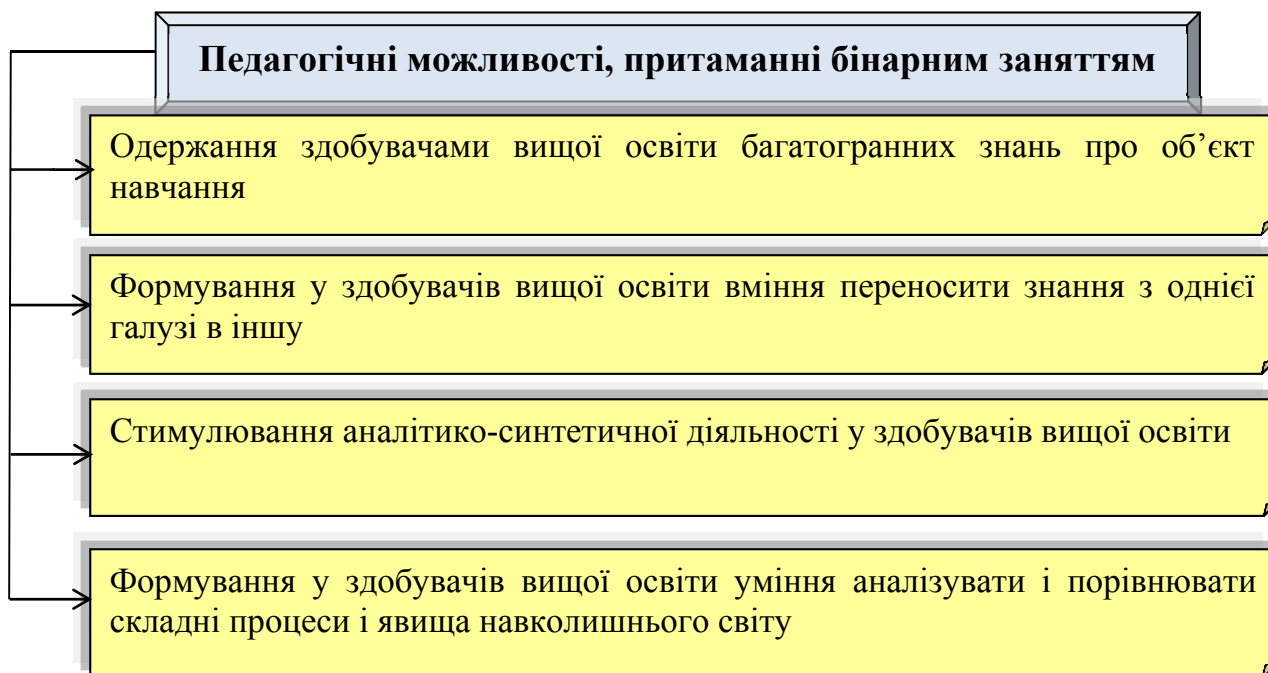 Педагогічні можливості, притаманні бінарним заняттям
Одержання здобувачами вищої освіти багатогранних знань про об’єкт
навчання
Формування у здобувачів вищої освіти вміння переносити знання з однієї
галузі в іншу
Стимулювання аналітико-синтетичної діяльності у здобувачів вищої освіти
Формування у здобувачів вищої освіти уміння аналізувати і порівнювати
складні процеси і явища навколишнього світу